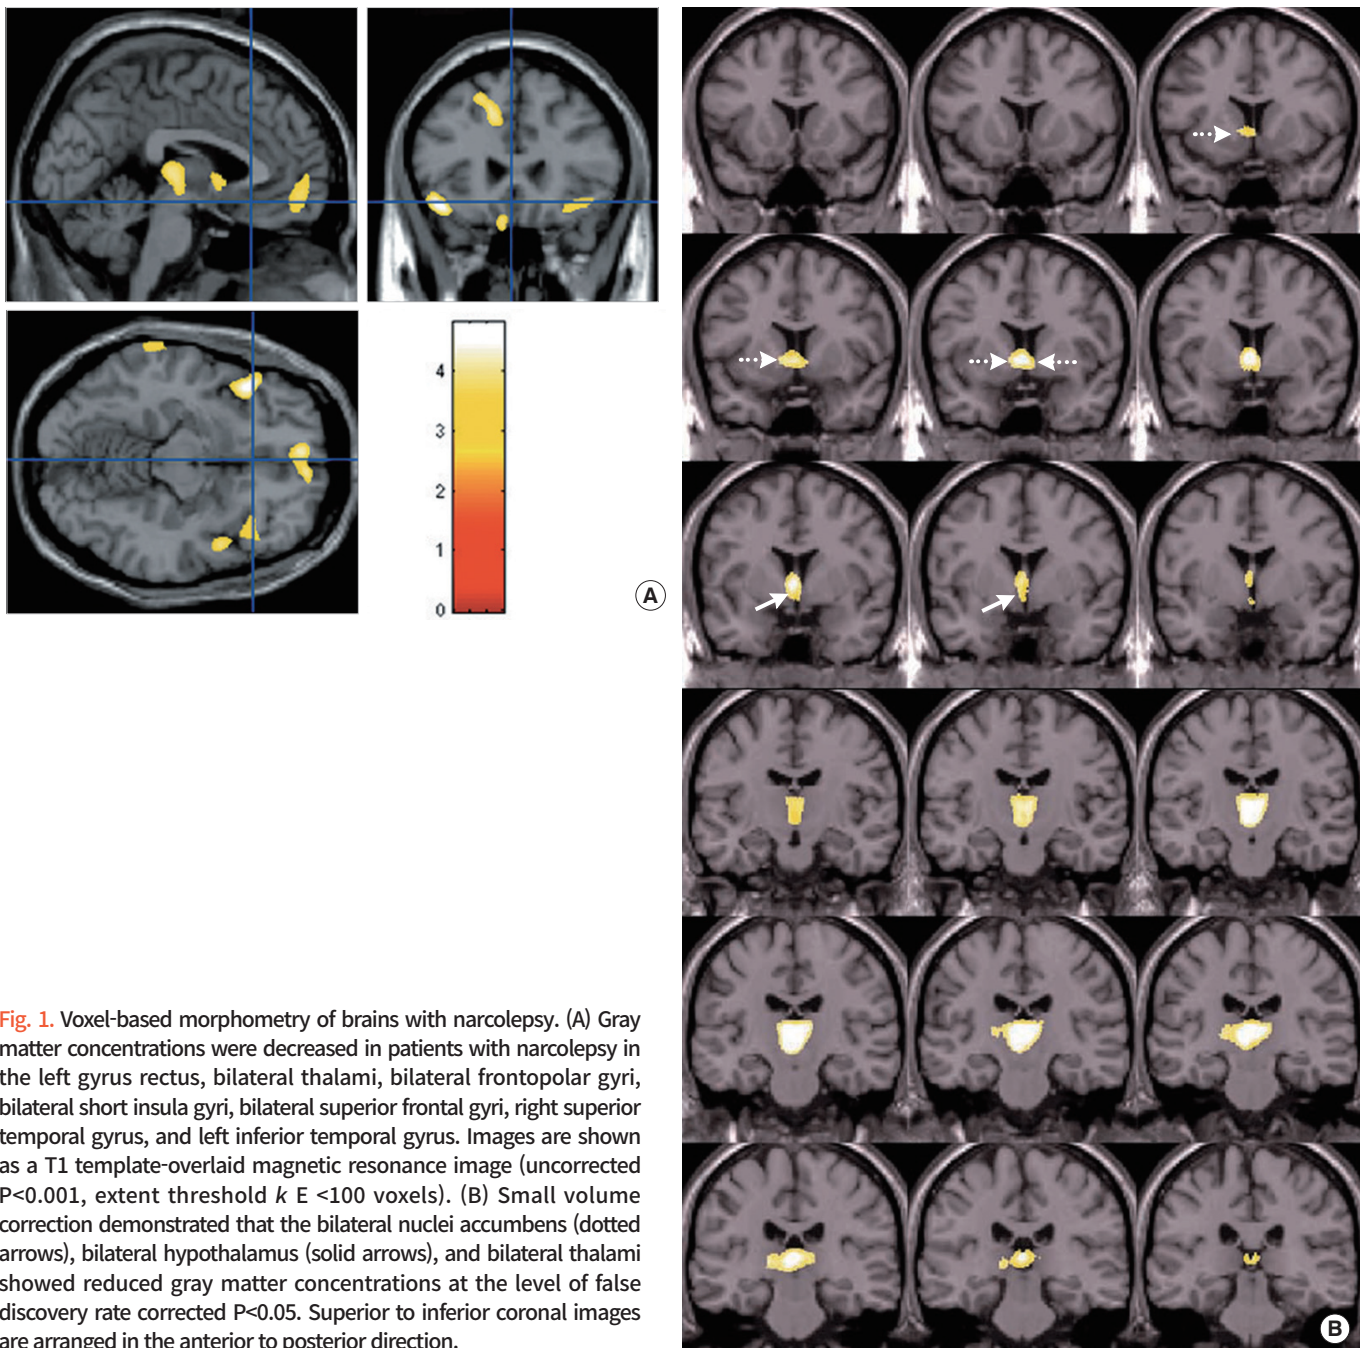 4
3
2
1
0
A
B
Fig. 1. Voxel-based morphometry of brains with narcolepsy. (A) Gray
matter concentrations were decreased in patients with narcolepsy in
the left gyrus rectus, bilateral thalami, bilateral frontopolar gyri,
bilateral short insula gyri, bilateral superior frontal gyri, right superior
temporal gyrus, and left inferior temporal gyrus. Images are shown
as a T1 template-overlaid magnetic resonance image (uncorrected
P<0.001, extent threshold k E <100 voxels). (B) Small volume
correction demonstrated that the bilateral nuclei accumbens (dotted
arrows), bilateral hypothalamus (solid arrows), and bilateral thalami
showed reduced gray matter concentrations at the level of false
discovery rate corrected P<0.05. Superior to inferior coronal images
are arranged in the anterior to posterior direction.